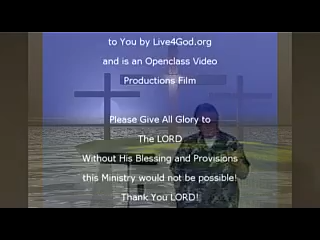 to You by Live4God.org
and is an Openclass Video
Productions Film
Please Give All Glory to
The LORD
Without His Blessing and Provisions
this Ministry would not be possible!
Thank You LORD!